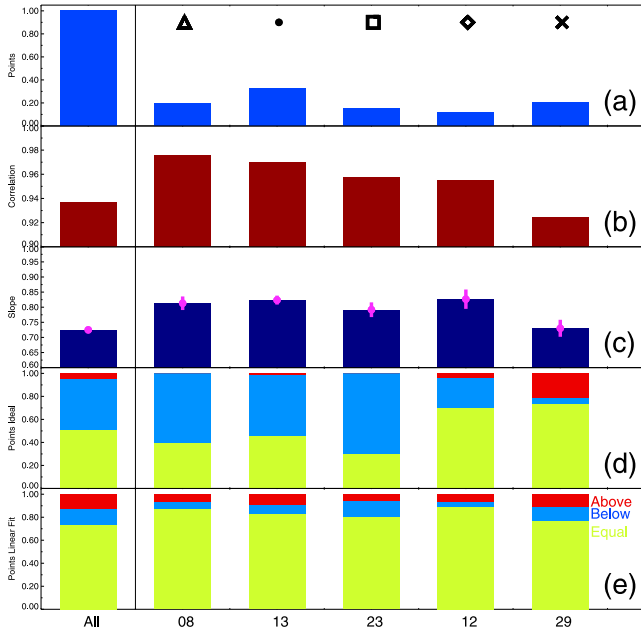 1.00
0.80
0.60
0.40
0.20
0.00
Points
(a)
1.00
0.98
0.96
0.94
0.92
0.90
Correlation
(b)
1.00
0.95
0.90
0.85
0.80
0.75
0.70
0.65
0.60
Slope
(c)
1.00
0.80
0.60
0.40
0.20
0.00
Points Ideal
(d)
1.00
0.80
0.60
0.40
0.20
0.00
Points Linear Fit
Above
Below
Equal
(e)
All 08 13 23 12 29